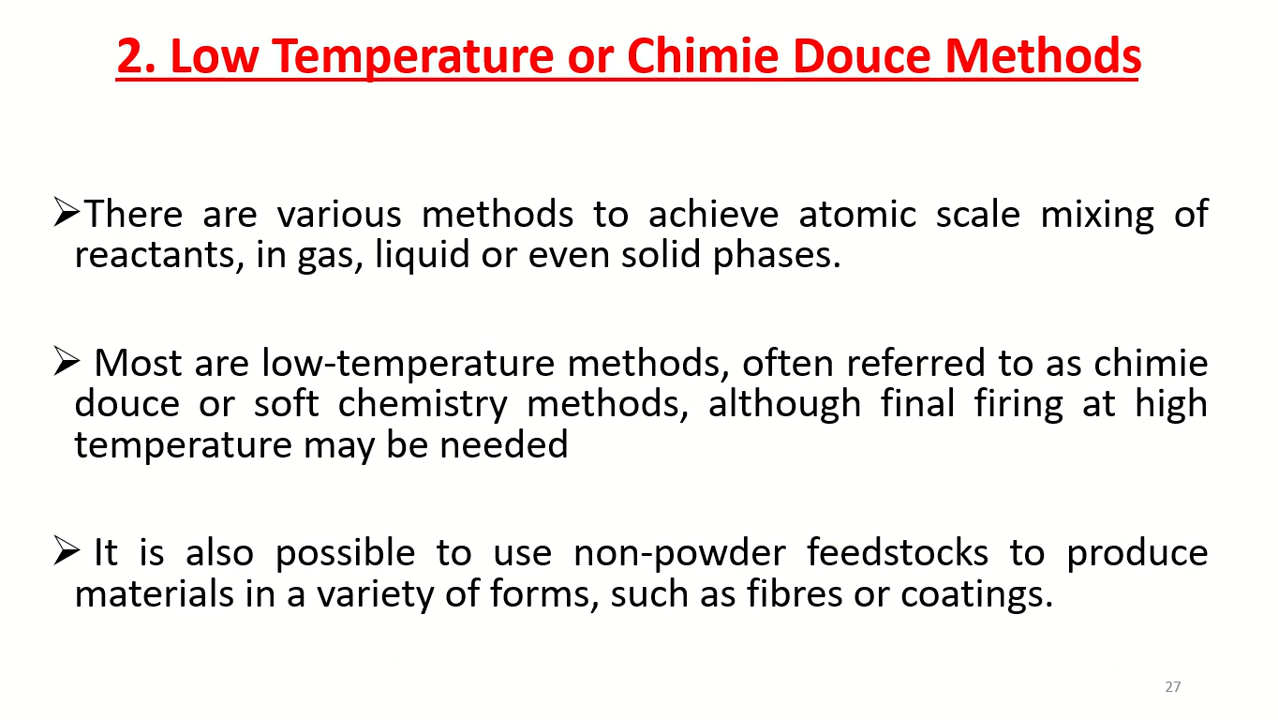 2. Low Temperature or Chimie Douce Methods
➢There are various methods to achieve atomic scale mixing of
reactants, in gas, liquid or even solid phases.
➢ Most are low-temperature methods, often referred to as chimie
douce or soft chemistry methods, although final firing at high
temperature may be needed
➢ It is also possible to use non-powder feedstocks to produce
materials in a variety of forms, such as fibres or coatings.
27